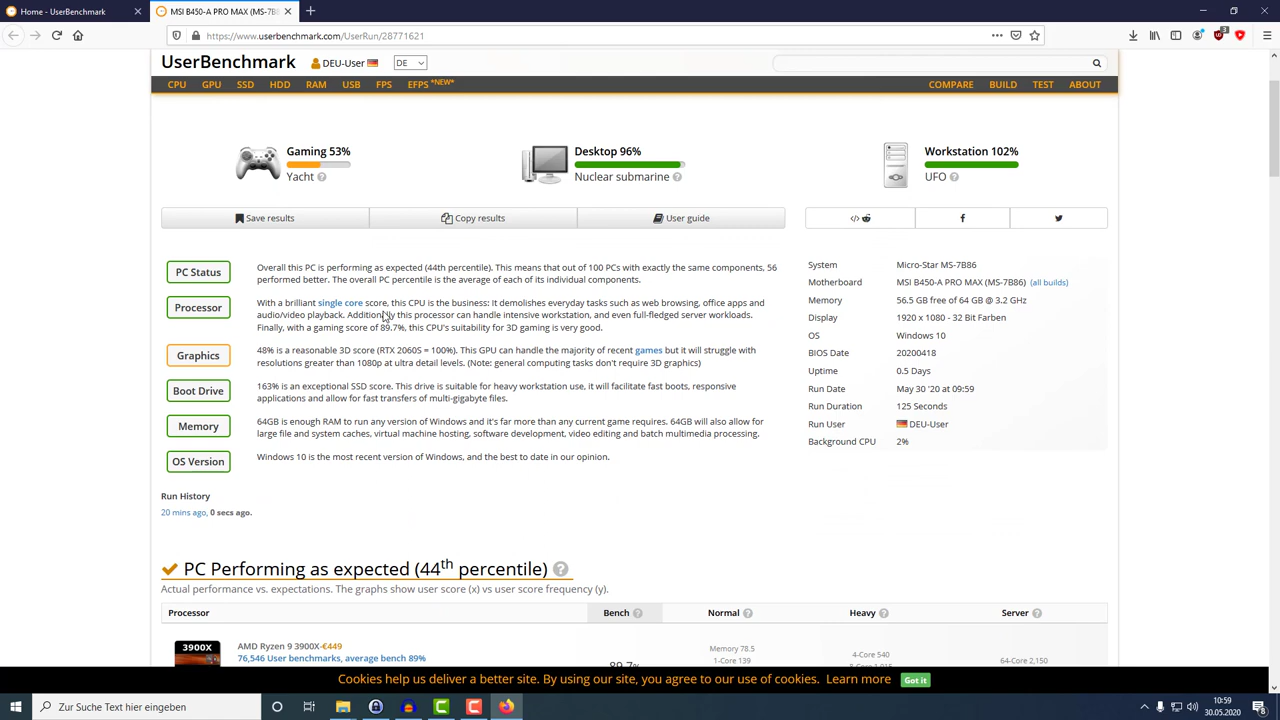 Home - UserBenchmark
MSI B450-A PRO MAX (MS-7B8
https://www.userbenchmark.com/UserRun/28771621
UserBenchmark
DEU-User
DE
CPU GPU SSD HDD RAM USB FPS EFPS *NEW*
COMPARE BUILD TEST ABOUT
Gaming 53%
Yacht
Desktop 96%
Nuclear submarine
Workstation 102%
UFO
Save results
Copy results
User guide
PC Status
Overall this PC is performing as expected (44th percentile). This means that out of 100 PCs with exactly the same components, 56
performed better. The overall PC percentile is the average of each of its individual components.
Processor
With a brilliant single core score, this CPU is the business: It demolishes everyday tasks such as web browsing, office apps and
audio/video playback. Additionally this processor can handle intensive workstation, and even full-fledged server workloads.
Finally, with a gaming score of 89.7%, this CPU's suitability for 3D gaming is very good.
Graphics
48% is a reasonable 3D score (RTX 2060S = 100%). This GPU can handle the majority of recent games but it will struggle with
resolutions greater than 1080p at ultra detail levels. (Note: general computing tasks don't require 3D graphics)
Boot Drive
163% is an exceptional SSD score. This drive is suitable for heavy workstation use, it will facilitate fast boots, responsive
applications and allow for fast transfers of multi-gigabyte files.
Memory
64GB is enough RAM to run any version of Windows and it's far more than any current game requires. 64GB will also allow for
large file and system caches, virtual machine hosting, software development, video editing and batch multimedia processing.
OS Version
Windows 10 is the most recent version of Windows, and the best to date in our opinion.
System Micro-Star MS-7B86
Motherboard MSI B450-A PRO MAX (MS-7B86) (all builds)
Memory 56.5 GB free of 64 GB @ 3.2 GHz
Display 1920 x 1080 - 32 Bit Farben
OS Windows 10
BIOS Date 20200418
Uptime 0.5 Days
Run Date May 30 '20 at 09:59
Run Duration 125 Seconds
Run User DEU-User
Background CPU 2%
Run History
20 mins ago, 0 secs ago.
PC Performing as expected (44th percentile)
Actual performance vs. expectations. The graphs show user score (x) vs user score frequency (y).
Processor Bench Normal Heavy Server
3900X
AMD Ryzen 9 3900X-€449
76,546 User benchmarks, average bench 89%
89.7%
Memory 78.5
1-Core 139
4-Core 540
64-Core 2,150
Cookies help us deliver a better site. By using our site, you agree to our use of cookies. Learn more Got it
Zur Suche Text hier eingeben
10:59
30.05.2020